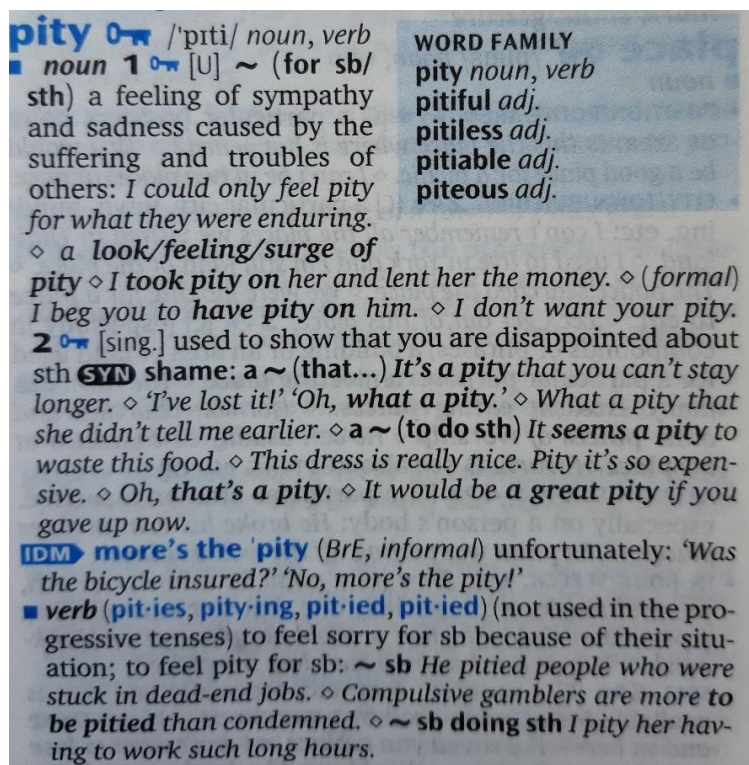 pity /ˈpɪti/ noun, verb
■ noun 1 [U] ~ (for sb/
sth) a feeling of sympathy
and sadness caused by the
suffering and troubles of
others: I could only feel pity
for what they were enduring.
◇ a look/feeling/surge of
pity ◇ I took pity on her and lent her the money. ◇ (formal)
I beg you to have pity on him. ◇ I don't want your pity.
2 [sing.] used to show that you are disappointed about
sth SYN shame: a ~ (that...) It's a pity that you can't stay
longer. ◇ ‘I've lost it!’ ‘Oh, what a pity.’ ◇ What a pity that
she didn't tell me earlier. ◇ a ~ (to do sth) It seems a pity to
waste this food. ◇ This dress is really nice. Pity it's so expen-
sive. ◇ Oh, that's a pity. ◇ It would be a great pity if you
gave up now.
IDM more's the ˈpity (BrE, informal) unfortunately: ‘Was
the bicycle insured?’ ‘No, more's the pity!’
■ verb (pit·ies, pity·ing, pit·ied, pit·ied) (not used in the pro-
gressive tenses) to feel sorry for sb because of their situ-
ation; to feel pity for sb: ~ sb He pitied people who were
stuck in dead-end jobs. ◇ Compulsive gamblers are more to
be pitied than condemned. ◇ ~ sb doing sth I pity her hav-
ing to work such long hours.
WORD FAMILY
pity noun, verb
pitiful adj.
pitiless adj.
pitiable adj.
piteous adj.